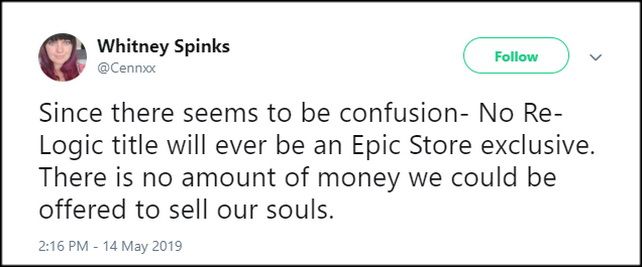 Whitney Spinks
@Cennxx
Follow
Since there seems to be confusion- No Re-
Logic title will ever be an Epic Store exclusive.
There is no amount of money we could be
offered to sell our souls.
2:16 PM - 14 May 2019